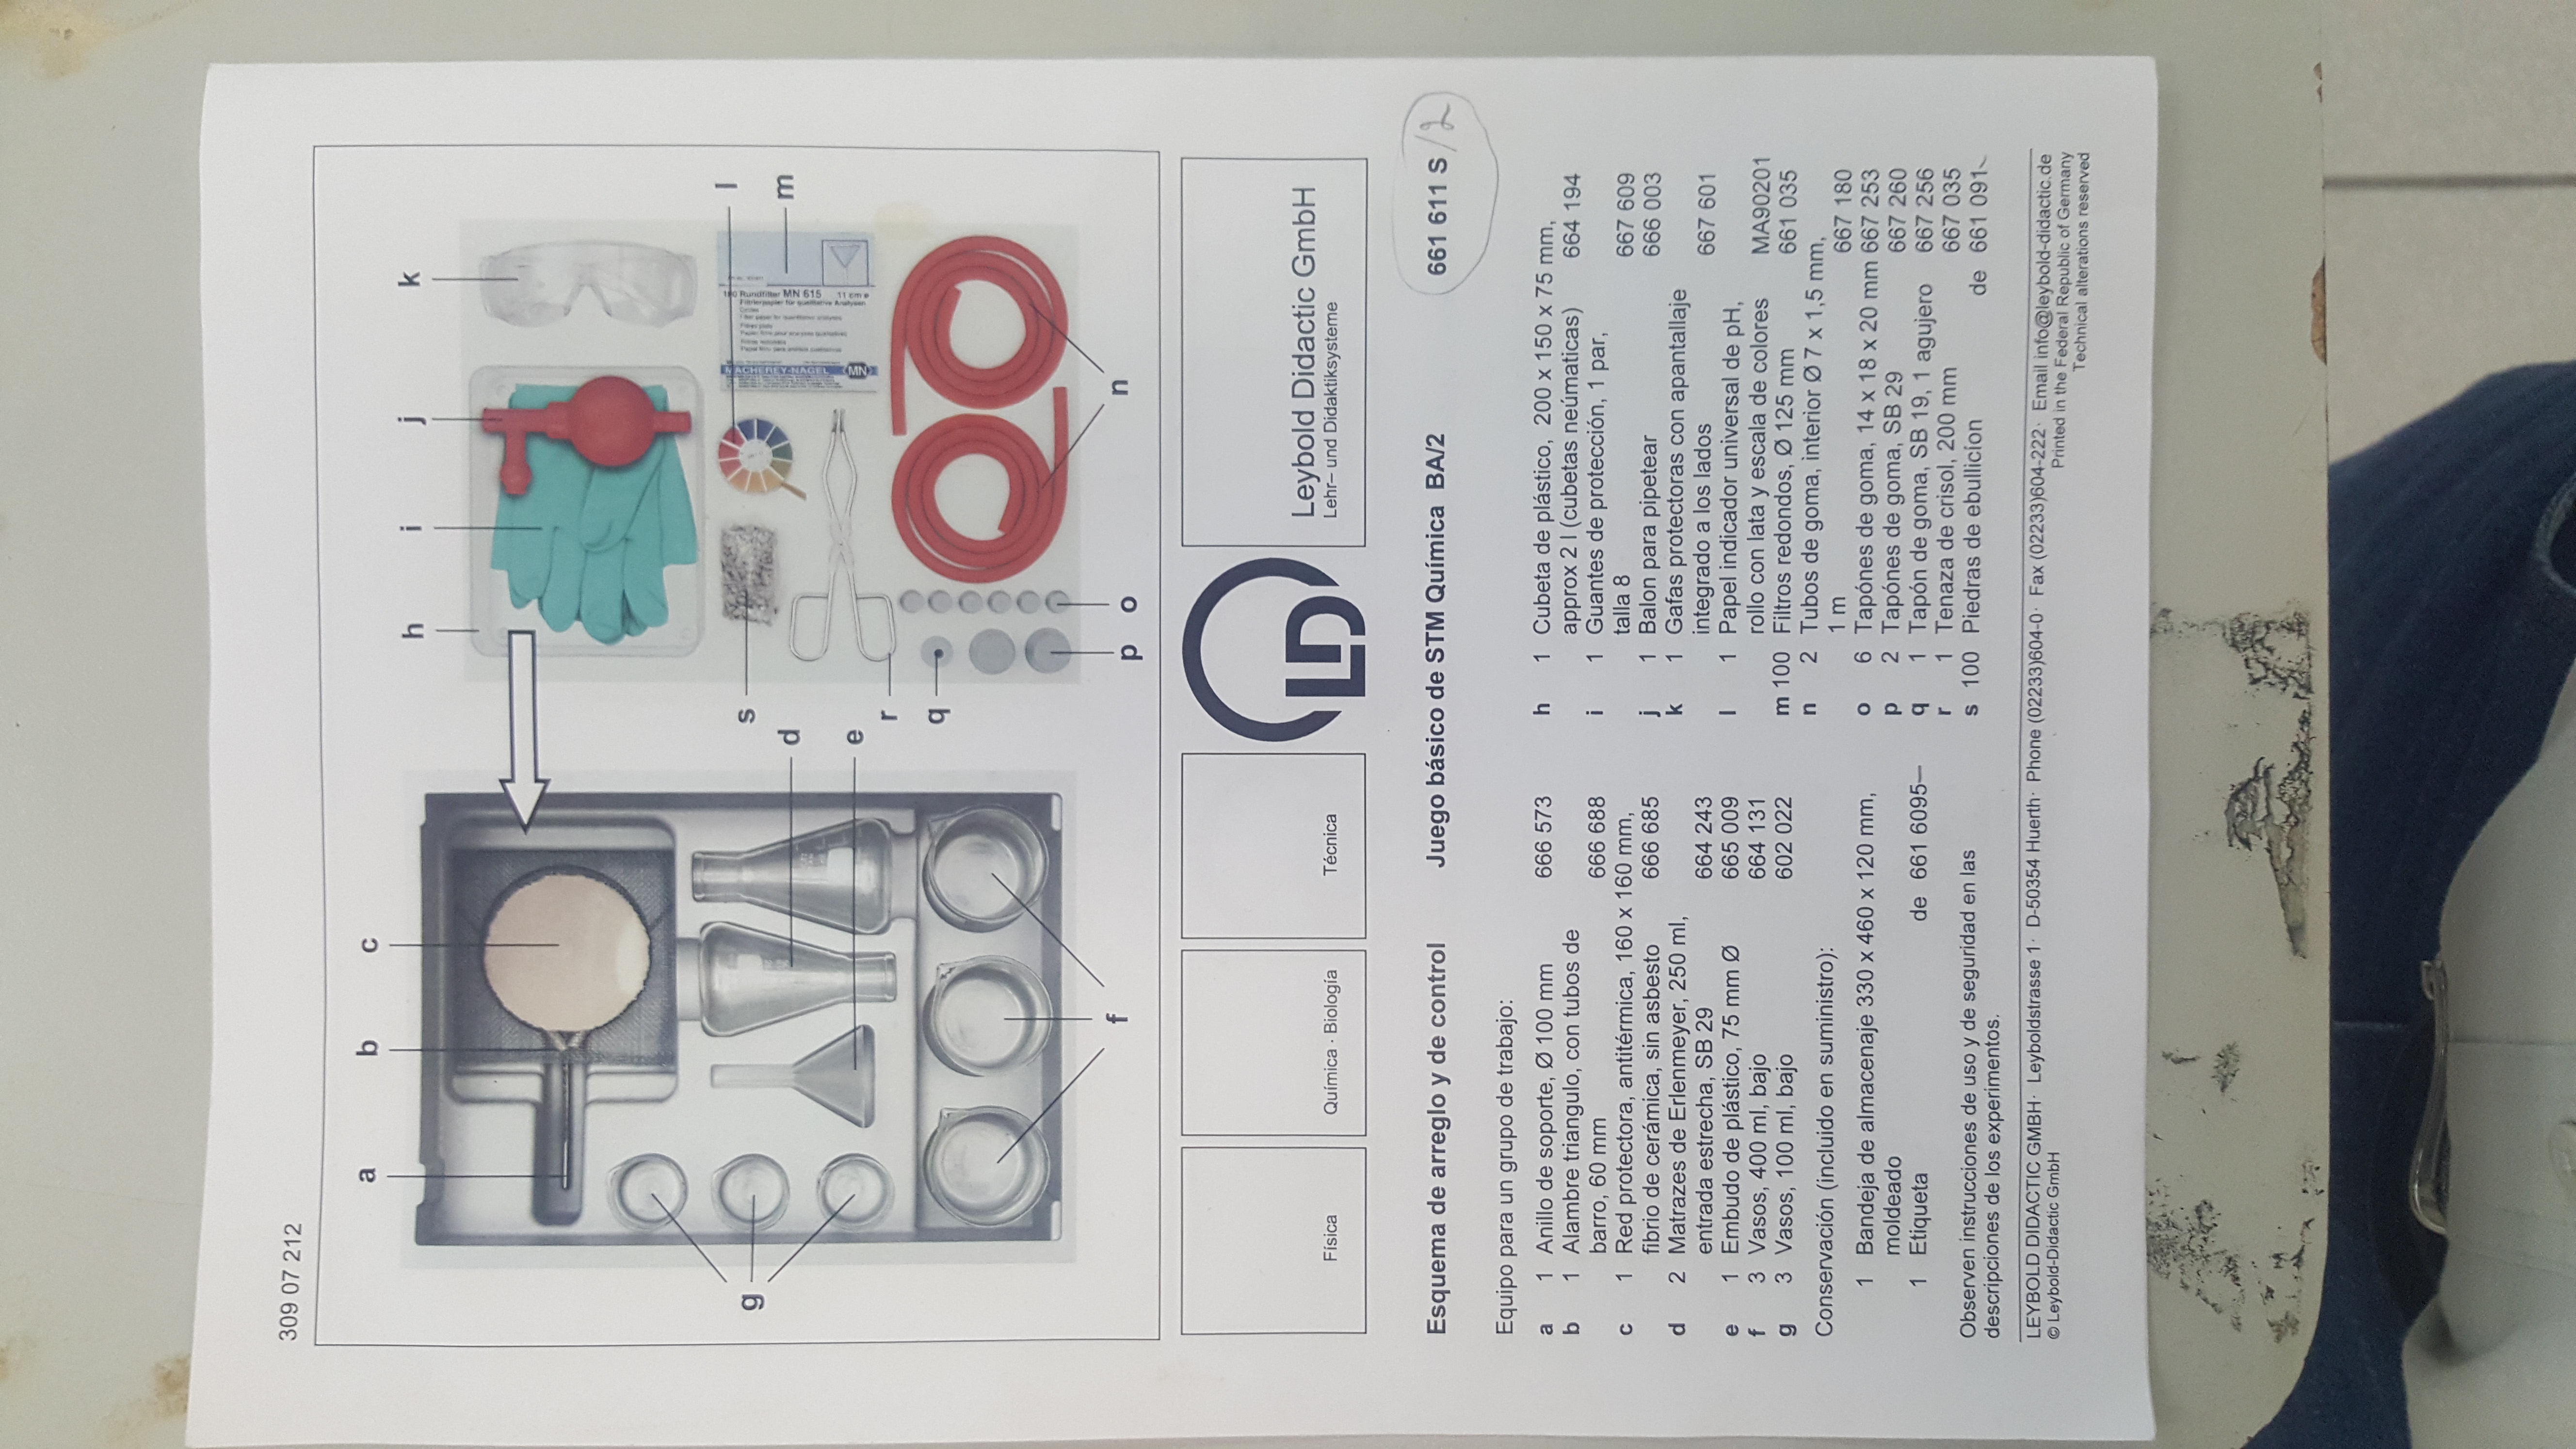 309 07 212
a b c
h i j k
g
s
l
d
m
e
r
q
MACHEREY-NAGEL
MN
100 Rundfilter MN 615 11 cm ø
f
p o
n
Física
Química · Biología
Técnica
LD
Leybold Didactic GmbH
Lehr– und Didaktiksysteme
Esquema de arreglo y de control Juego básico de STM Química BA/2 661 611 S /2
Equipo para un grupo de trabajo:
a 1 Anillo de soporte, Ø 100 mm 666 573
b 1 Alambre triangulo, con tubos de
barro, 60 mm 666 688
c 1 Red protectora, antitérmica, 160 x 160 mm,
fibrio de cerámica, sin asbesto 666 685
d 2 Matrazes de Erlenmeyer, 250 ml,
entrada estrecha, SB 29 664 243
e 1 Embudo de plástico, 75 mm Ø 665 009
f 3 Vasos, 400 ml, bajo 664 131
g 3 Vasos, 100 ml, bajo 602 022
Conservación (incluido en suministro):
1 Bandeja de almacenaje 330 x 460 x 120 mm,
moldeado
1 Etiqueta de 661 6095–
Observen instrucciones de uso y de seguridad en las
descripciones de los experimentos.
h 1 Cubeta de plástico, 200 x 150 x 75 mm,
approx 2 l (cubetas neúmaticas) 664 194
i 1 Guantes de protección, 1 par,
talla 8 667 609
j 1 Balon para pipetear 666 003
k 1 Gafas protectoras con apantallaje
integrado a los lados 667 601
l 1 Papel indicador universal de pH,
rollo con lata y escala de colores MA90201
m 100 Filtros redondos, Ø 125 mm 661 035
n 2 Tubos de goma, interior Ø 7 x 1,5 mm,
1 m 667 180
o 6 Tapónes de goma, 14 x 18 x 20 mm 667 253
p 2 Tapónes de goma, SB 29 667 260
q 1 Tapón de goma, SB 19, 1 agujero 667 256
r 1 Tenaza de crisol, 200 mm 667 035
s 100 Piedras de ebullicíon de 661 091
LEYBOLD DIDACTIC GMBH· Leyboldstrasse 1· D-50354 Huerth· Phone (02233)604-0· Fax (02233)604-222· Email info@leybold-didactic.de
© Leybold-Didactic GmbH
Printed in the Federal Republic of Germany
Technical alterations reserved